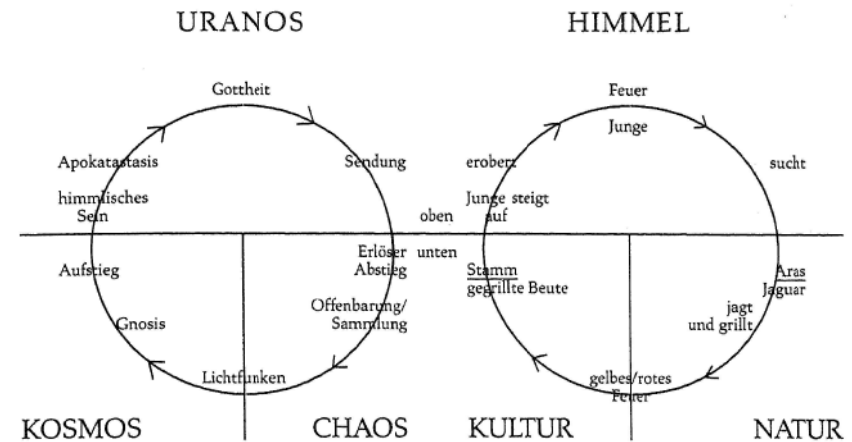 URANOS
HIMMEL
Gottheit
Feuer
Junge
Apokatastasis
Sendung
erobert
sucht
himmlisches
Sein
oben
Junge steigt
auf
Erlöser
Abstieg
unten
Aufstieg
Stamm
gegrillte Beute
Aras
Jaguar
Offenbarung/
Sammlung
Gnosis
jagt
und grillt
Lichtfunken
gelbes/rotes
Feuer
KOSMOS
CHAOS
KULTUR
NATUR